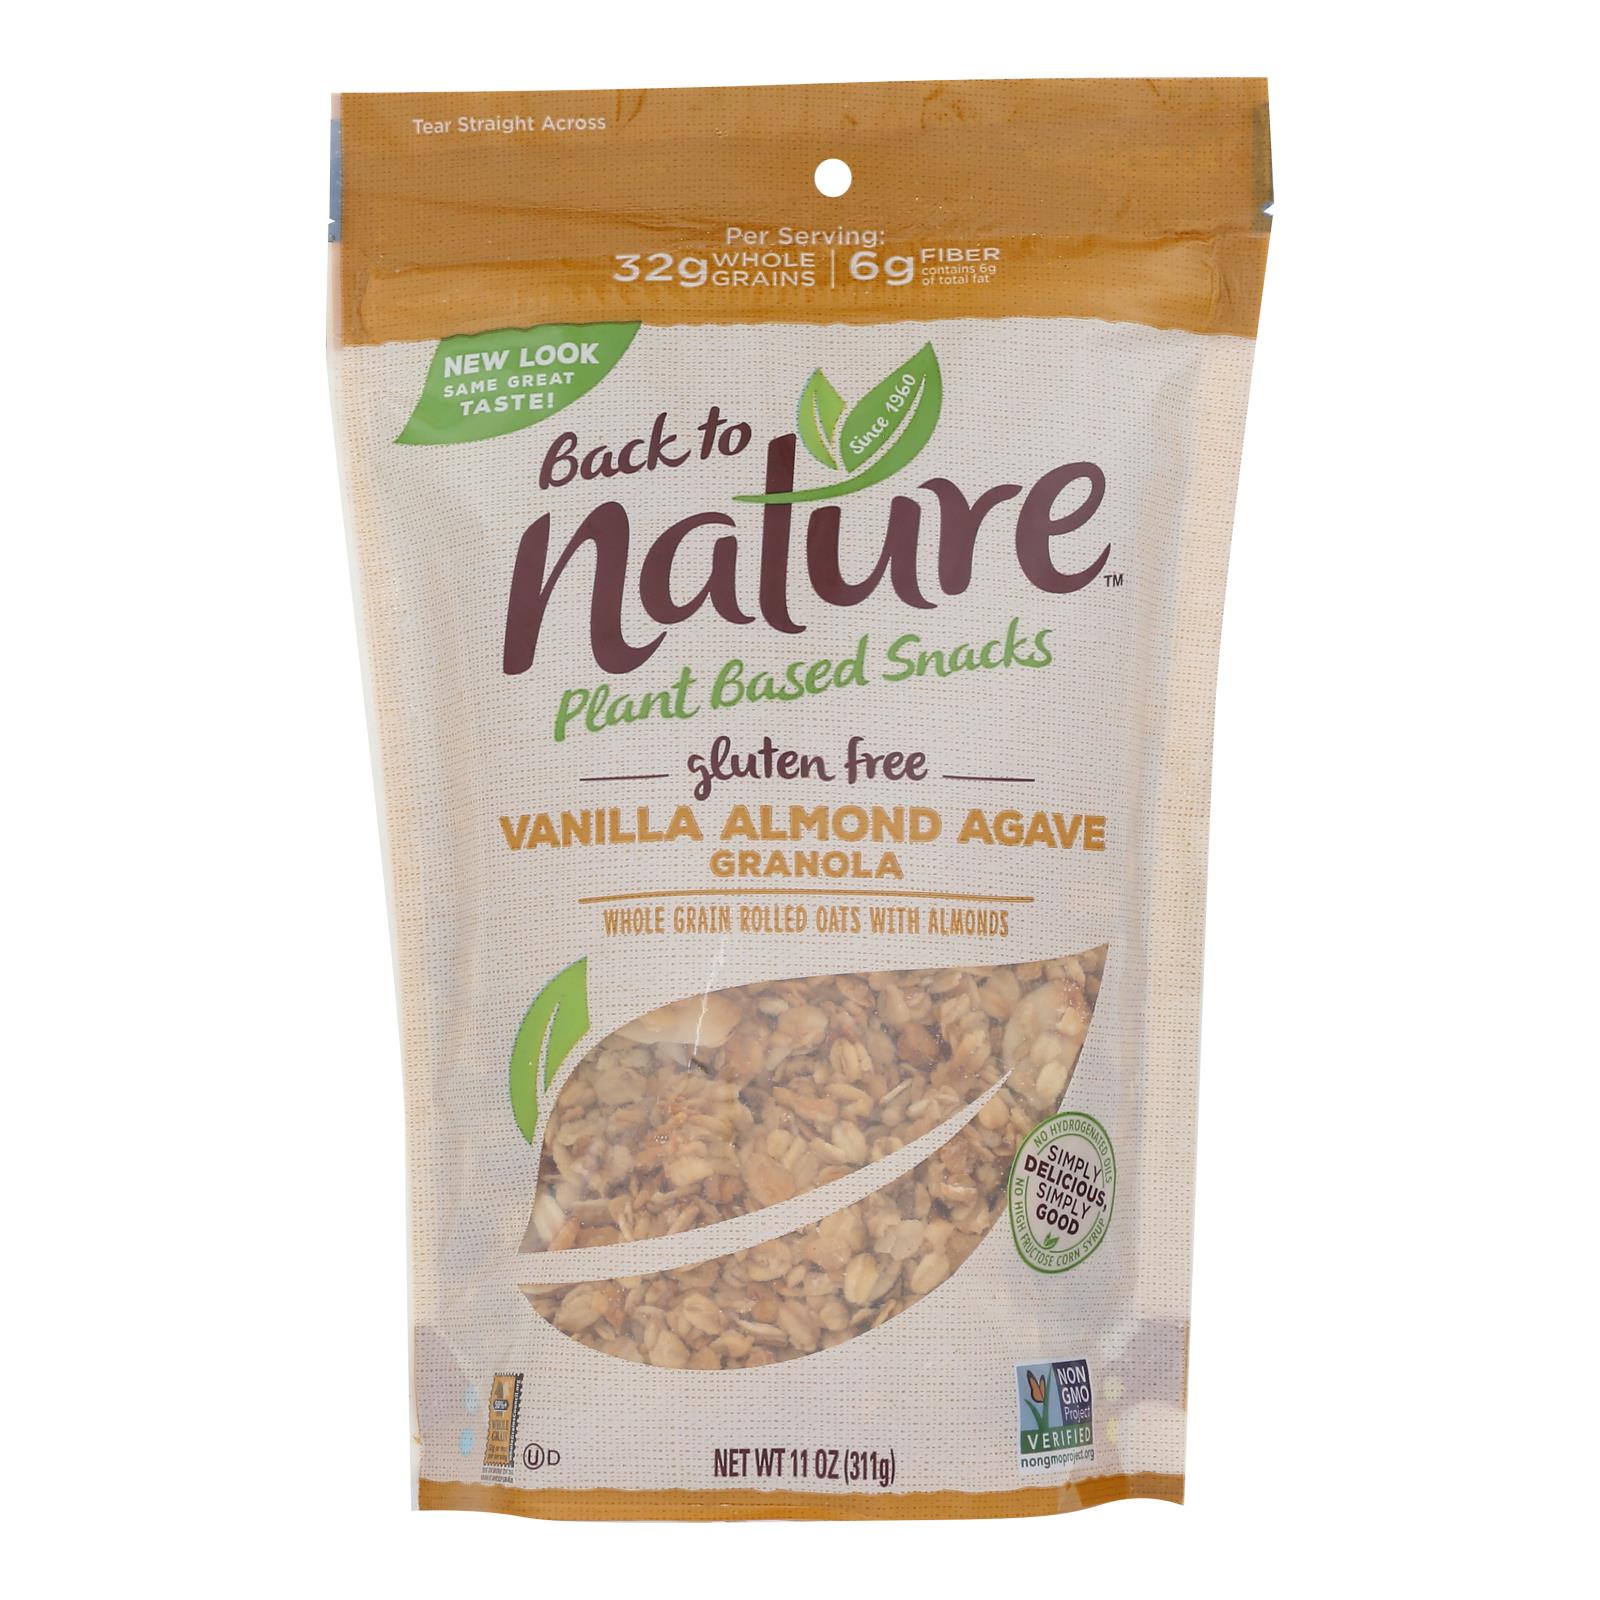 Tear Straight Across
Per Serving:
32g WHOLE GRAINS | 6g FIBER
contains 6g
of total fat
NEW LOOK
SAME GREAT
TASTE!
Since 1960
Back to
nature™
Plant Based Snacks
gluten free
VANILLA ALMOND AGAVE
GRANOLA
WHOLE GRAIN ROLLED OATS WITH ALMONDS
NO HYDROGENATED OILS
SIMPLY
DELICIOUS,
SIMPLY
GOOD
NO HIGH FRUCTOSE CORN SYRUP
NON
GMO
Project
VERIFIED
nongmoproject.org
WHOLE
GRAIN
U D
NET WT 11 OZ (311g)